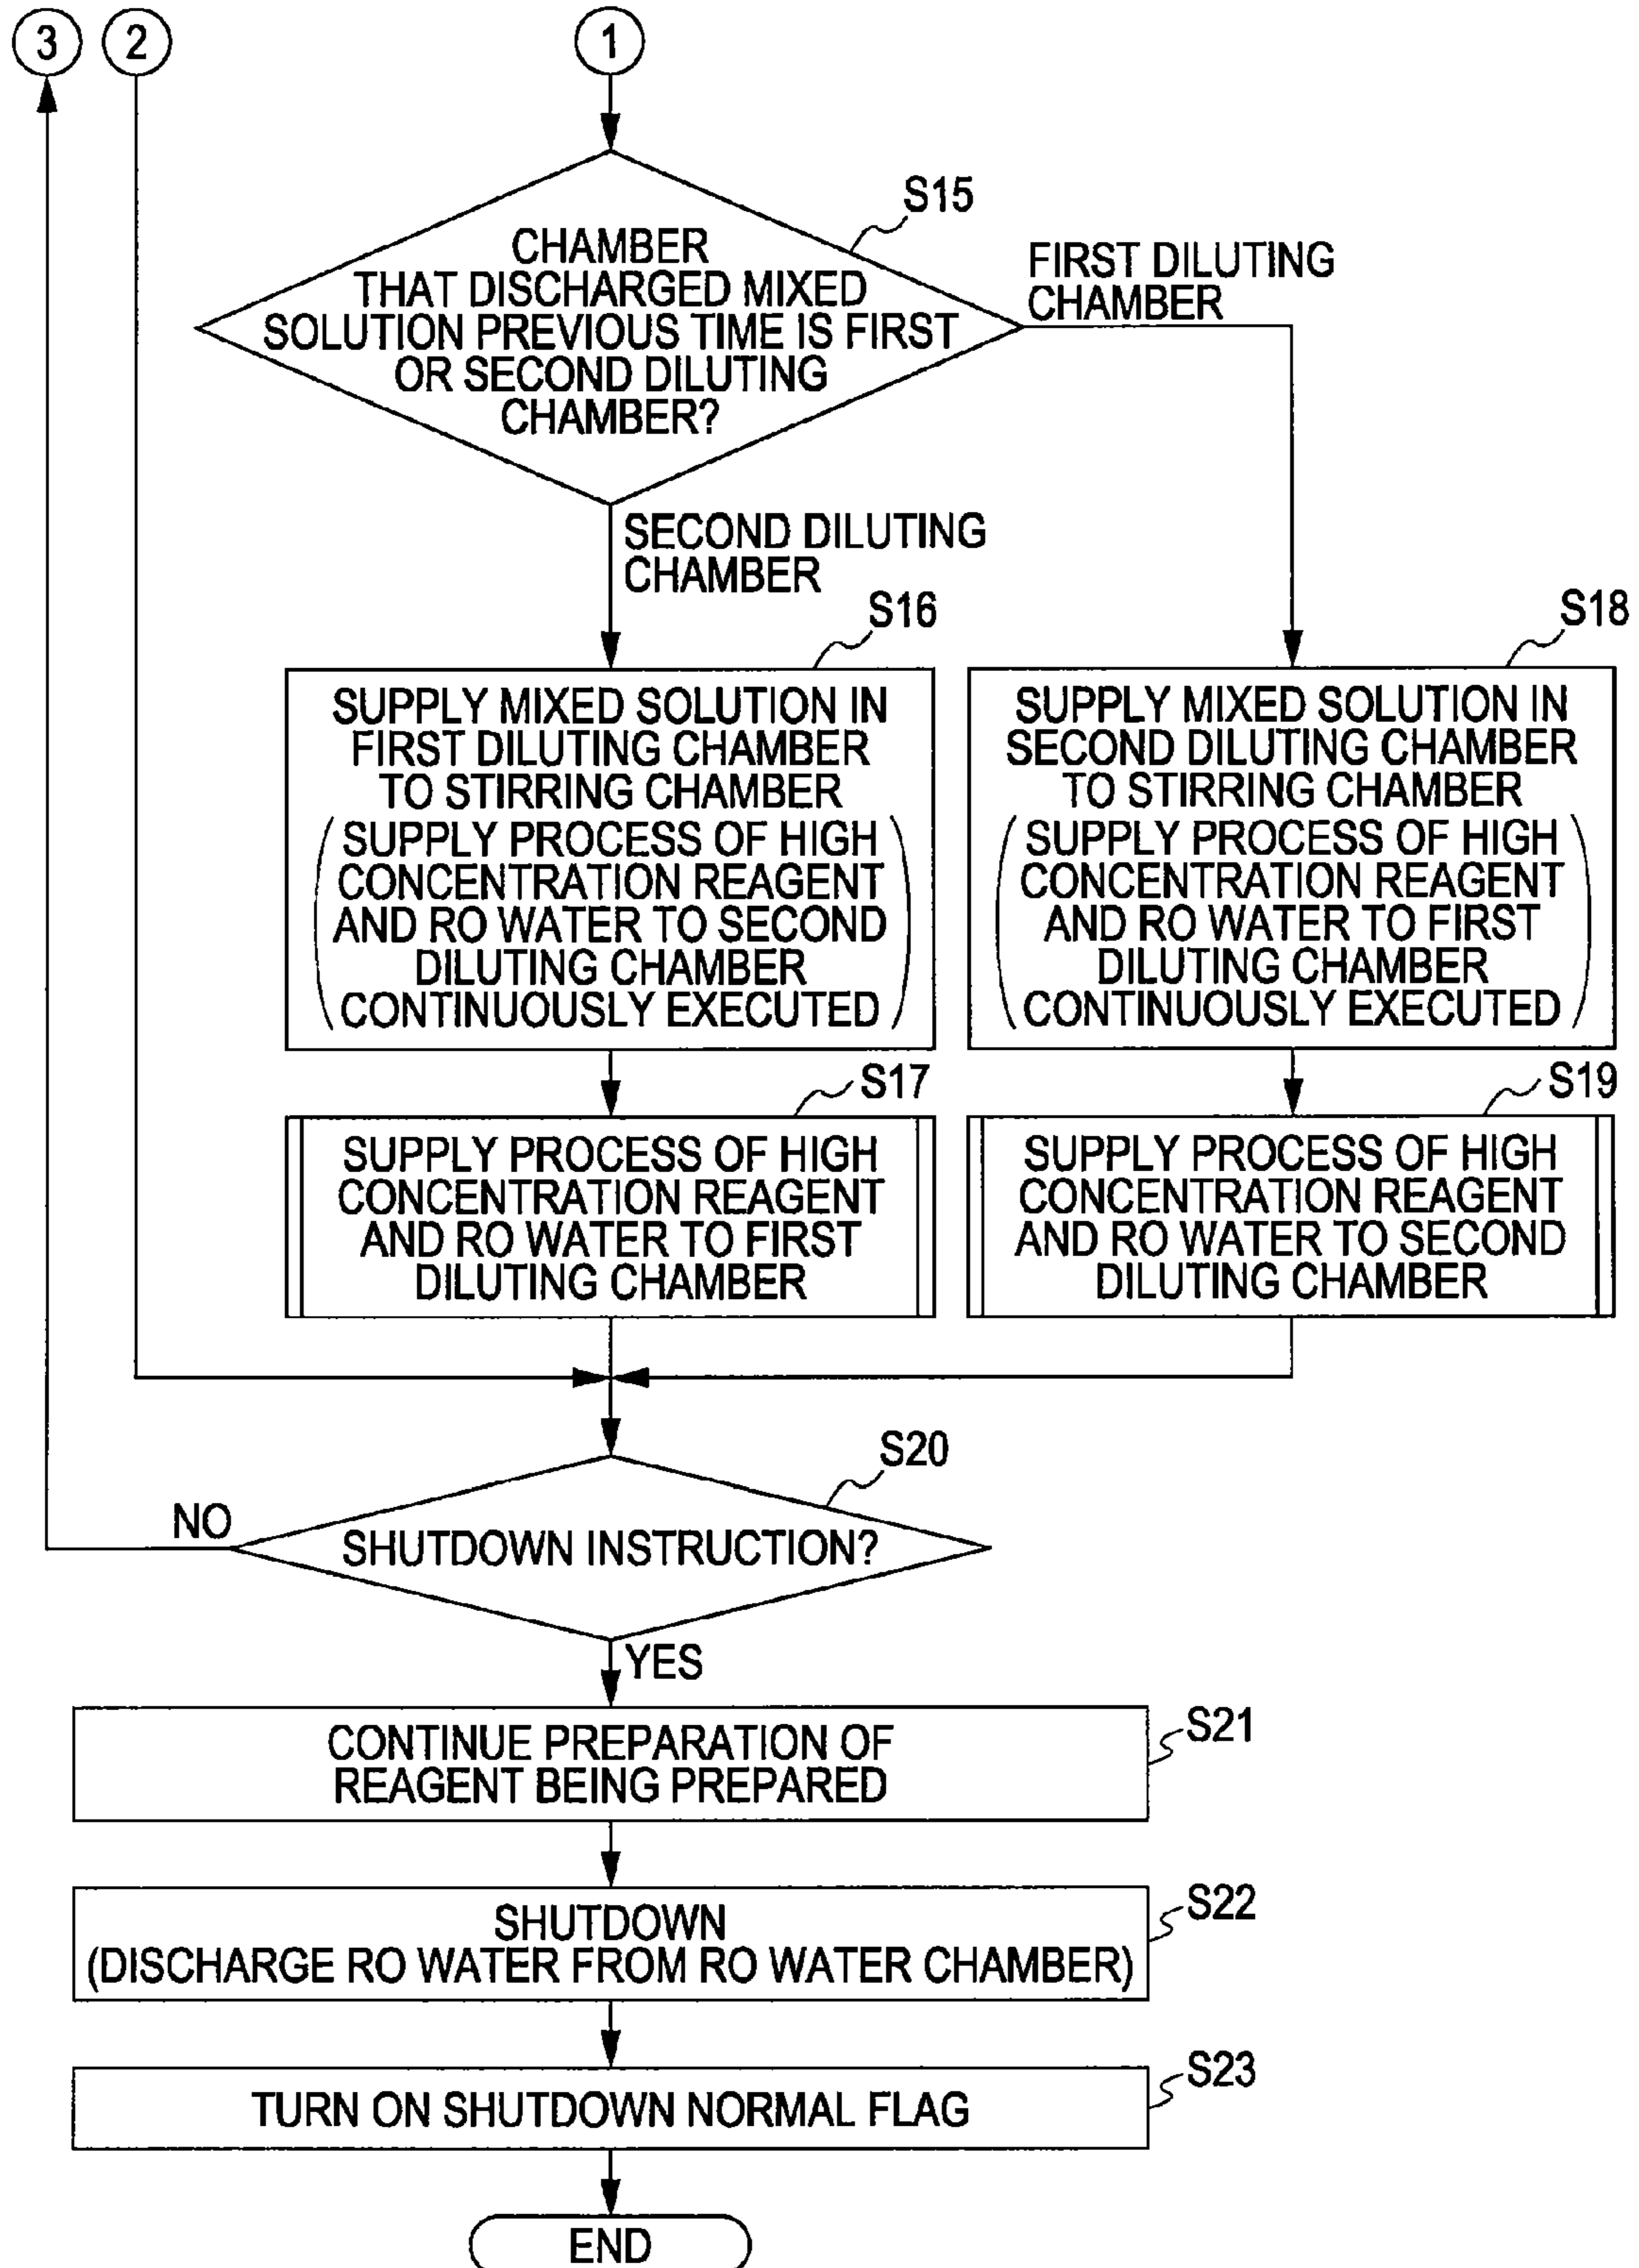 3
2
1
S15
CHAMBER
THAT DISCHARGED MIXED
SOLUTION PREVIOUS TIME IS FIRST
OR SECOND DILUTING
CHAMBER?
FIRST DILUTING
CHAMBER
SECOND DILUTING
CHAMBER
S16
SUPPLY MIXED SOLUTION IN
FIRST DILUTING CHAMBER
TO STIRRING CHAMBER
(SUPPLY PROCESS OF HIGH
CONCENTRATION REAGENT
AND RO WATER TO SECOND
DILUTING CHAMBER
CONTINUOUSLY EXECUTED)
S18
SUPPLY MIXED SOLUTION IN
SECOND DILUTING CHAMBER
TO STIRRING CHAMBER
(SUPPLY PROCESS OF HIGH
CONCENTRATION REAGENT
AND RO WATER TO FIRST
DILUTING CHAMBER
CONTINUOUSLY EXECUTED)
S17
SUPPLY PROCESS OF HIGH
CONCENTRATION REAGENT
AND RO WATER TO FIRST
DILUTING CHAMBER
S19
SUPPLY PROCESS OF HIGH
CONCENTRATION REAGENT
AND RO WATER TO SECOND
DILUTING CHAMBER
S20
NO
SHUTDOWN INSTRUCTION?
YES
S21
CONTINUE PREPARATION OF
REAGENT BEING PREPARED
S22
SHUTDOWN
(DISCHARGE RO WATER FROM RO WATER CHAMBER)
S23
TURN ON SHUTDOWN NORMAL FLAG
END